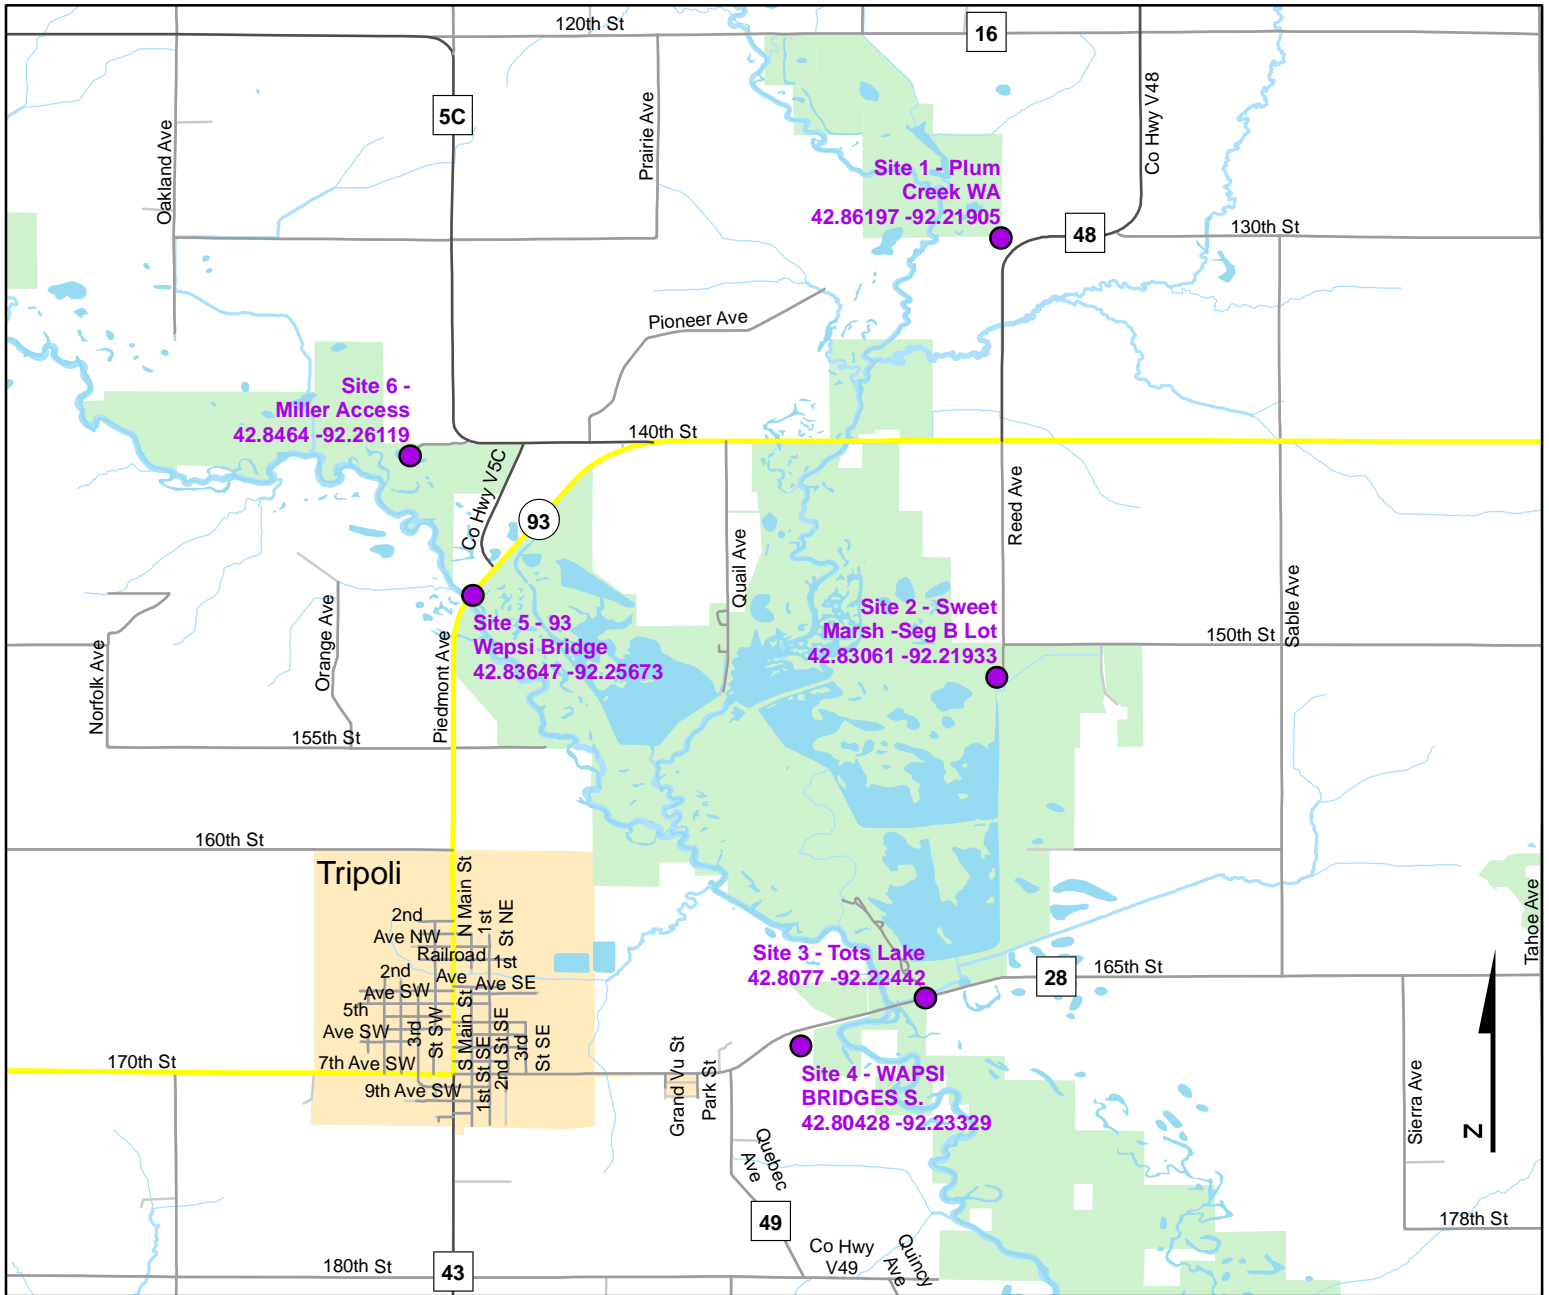 120th St
16
5C
Oakland Ave
Prairie Ave
Co Hwy V48
Site 1 - Plum
Creek WA
42.86197 -92.21905
48
130th St
Pioneer Ave
Site 6 -
Miller Access
42.8464 -92.26119
140th St
Co Hwy V5C
93
Reed Ave
Quail Ave
Sable Ave
Orange Ave
Norfolk Ave
Piedmont Ave
Site 5 - 93
Wapsi Bridge
42.83647 -92.25673
Site 2 - Sweet
Marsh -Seg B Lot
42.83061 -92.21933
150th St
155th St
160th St
Tripoli
N Main St
2nd
Ave NW
1st
St NE
Railroad
Ave
1st
Ave SE
2nd
Ave SW
5th
Ave SW
3rd
St SW
S Main St
1st St SE
2nd St SE
3rd
St SE
7th Ave SW
9th Ave SW
170th St
Site 3 - Tots Lake
42.8077 -92.22442
28
165th St
Tahoe Ave
Grand Vu St
Park St
Site 4 - WAPSI
BRIDGES S.
42.80428 -92.23329
Sierra Ave
N
Quebec
Ave
49
Co Hwy
V49
Quincy
Ave
178th St
180th St
43